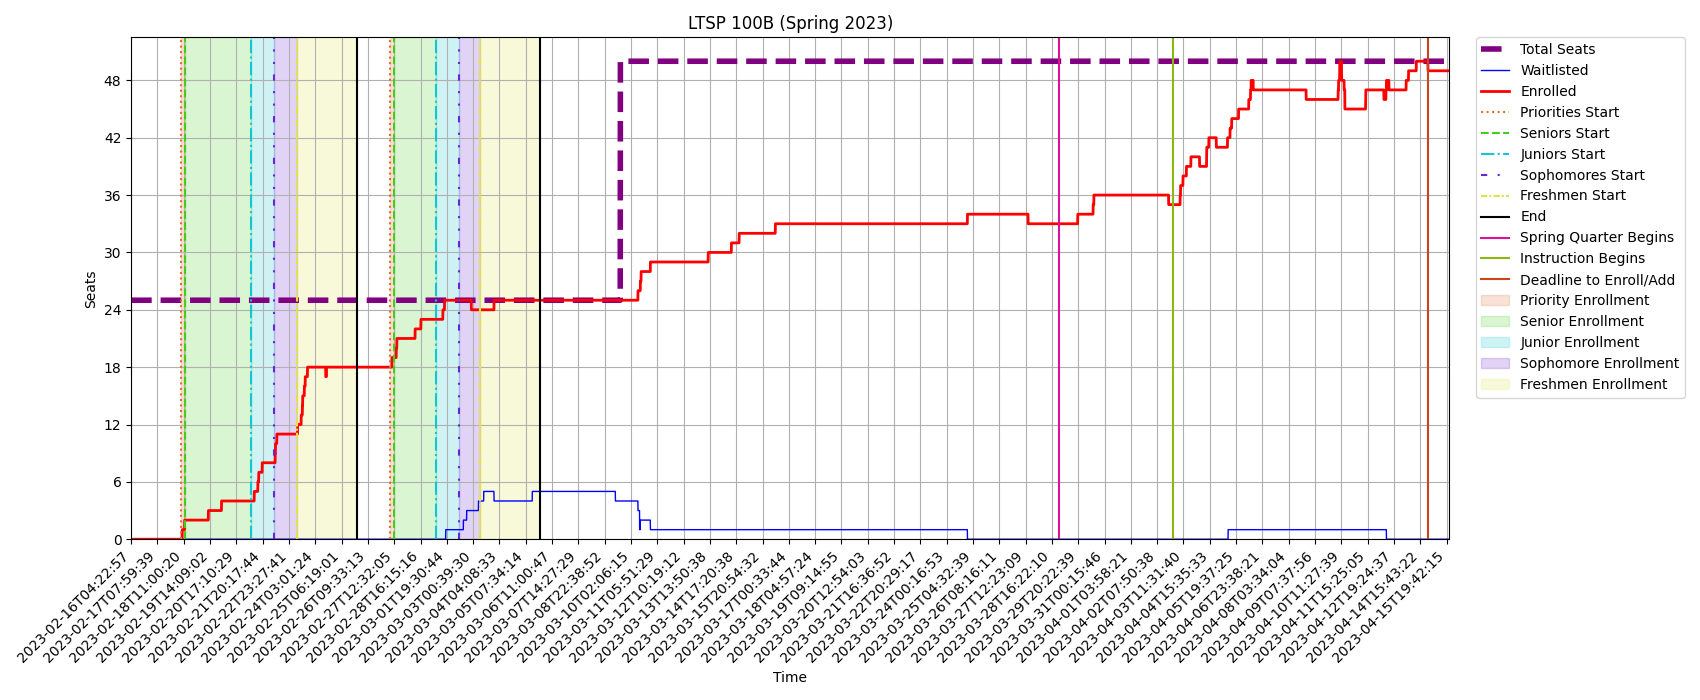 LTSP 100B (Spring 2023)
Seats
48
42
36
30
24
18
12
6
0
2023-02-16T04:22:57
2023-02-17T07:59:39
2023-02-18T11:00:20
2023-02-19T14:09:02
2023-02-20T17:10:29
2023-02-21T20:17:44
2023-02-22T23:27:41
2023-02-24T03:01:24
2023-02-25T06:19:01
2023-02-26T09:33:13
2023-02-27T12:32:05
2023-02-28T16:15:16
2023-03-01T19:30:44
2023-03-03T00:39:30
2023-03-04T04:08:33
2023-03-05T07:34:14
2023-03-06T11:00:47
2023-03-07T14:27:29
2023-03-08T22:38:52
2023-03-10T02:06:15
2023-03-11T05:51:29
2023-03-12T10:19:12
2023-03-13T13:50:38
2023-03-14T17:20:38
2023-03-15T20:54:32
2023-03-17T00:33:44
2023-03-18T04:57:24
2023-03-19T09:14:55
2023-03-20T12:54:03
2023-03-21T16:36:52
2023-03-22T20:29:17
2023-03-24T00:16:53
2023-03-25T04:32:39
2023-03-26T08:16:11
2023-03-27T12:23:09
2023-03-28T16:22:10
2023-03-29T20:22:39
2023-03-31T00:15:46
2023-04-01T03:58:21
2023-04-02T07:50:38
2023-04-03T11:31:40
2023-04-04T15:35:33
2023-04-05T19:37:25
2023-04-06T23:38:21
2023-04-08T03:34:04
2023-04-09T07:37:56
2023-04-10T11:27:39
2023-04-11T15:25:05
2023-04-12T19:24:37
2023-04-14T15:43:22
2023-04-15T19:42:15
Time
Total Seats
Waitlisted
Enrolled
Priorities Start
Seniors Start
Juniors Start
Sophomores Start
Freshmen Start
End
Spring Quarter Begins
Instruction Begins
Deadline to Enroll/Add
Priority Enrollment
Senior Enrollment
Junior Enrollment
Sophomore Enrollment
Freshmen Enrollment